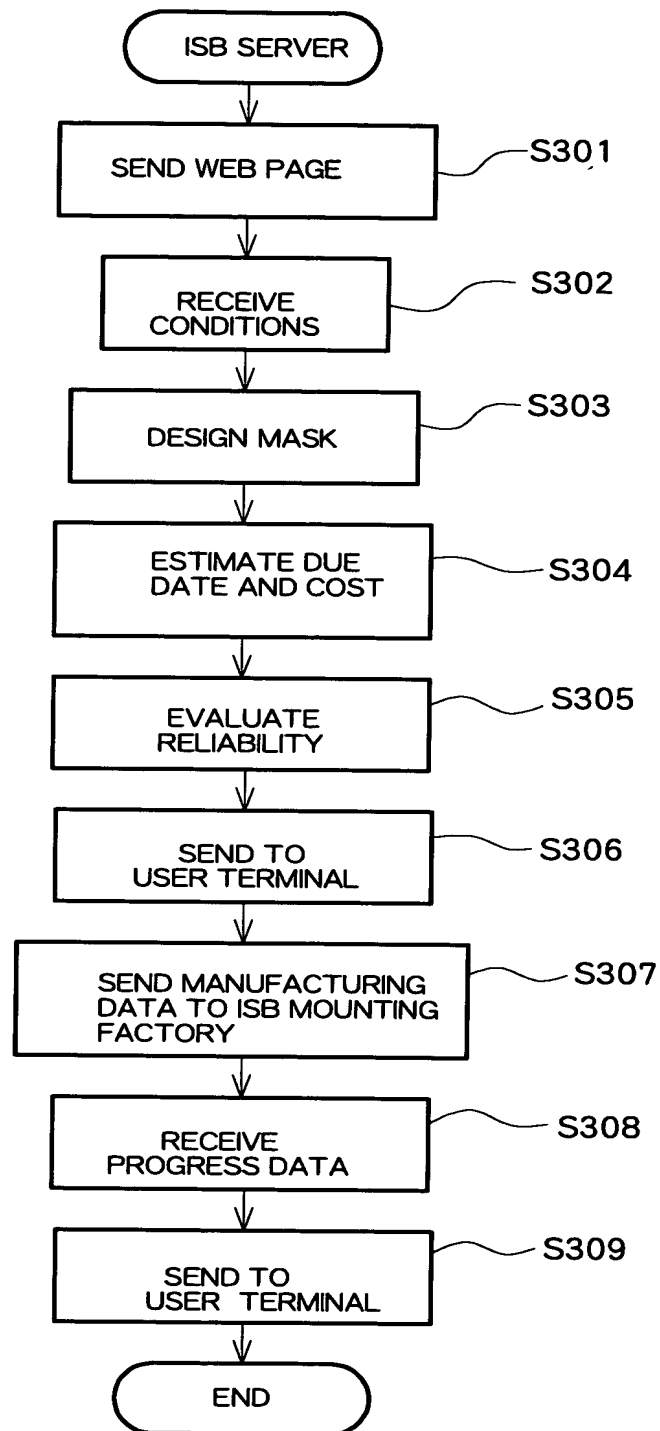 ISB SERVER
SEND WEB PAGE
S301
RECEIVE
CONDITIONS
S302
DESIGN MASK
S303
ESTIMATE DUE
DATE AND COST
S304
EVALUATE
RELIABILITY
S305
SEND TO
USER TERMINAL
S306
SEND MANUFACTURING
DATA TO ISB MOUNTING
FACTORY
S307
RECEIVE
PROGRESS DATA
S308
SEND TO
USER TERMINAL
S309
END